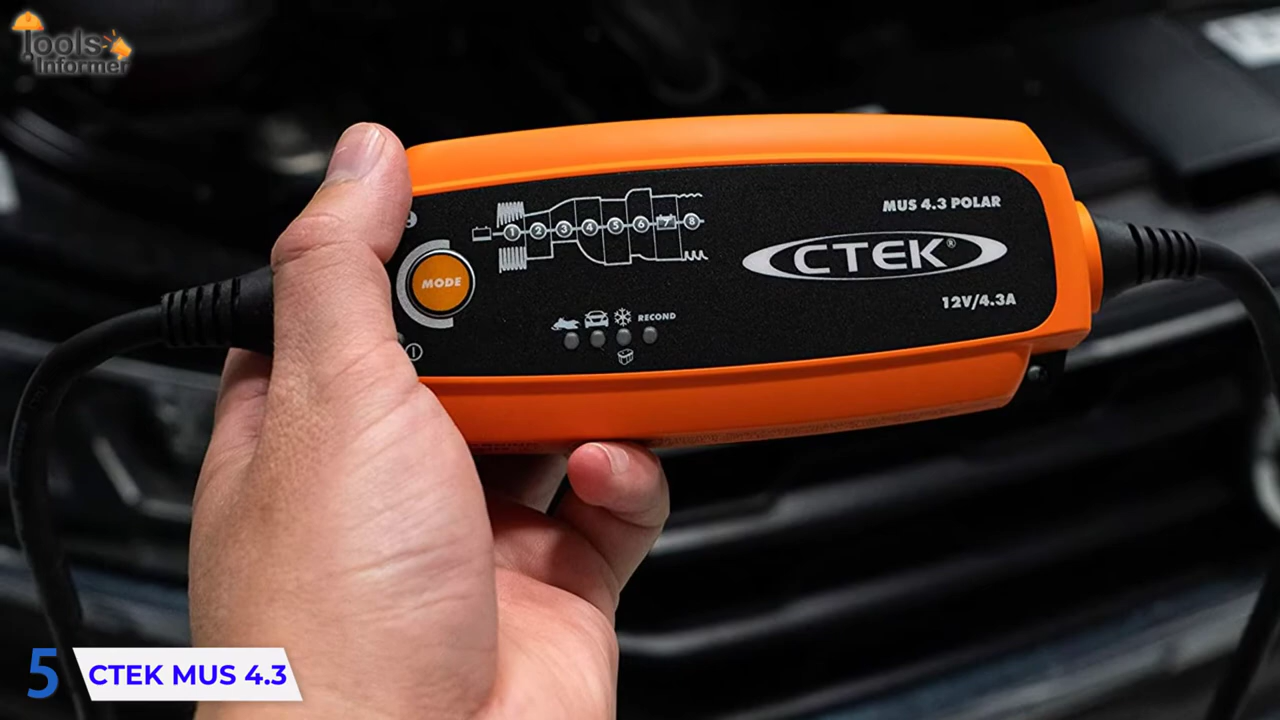 Tools
Informer
1 2 3 4 5 6 7 8
MUS 4.3 POLAR
CTEK®
MODE
12V/4.3A
RECOND
5 CTEK MUS 4.3